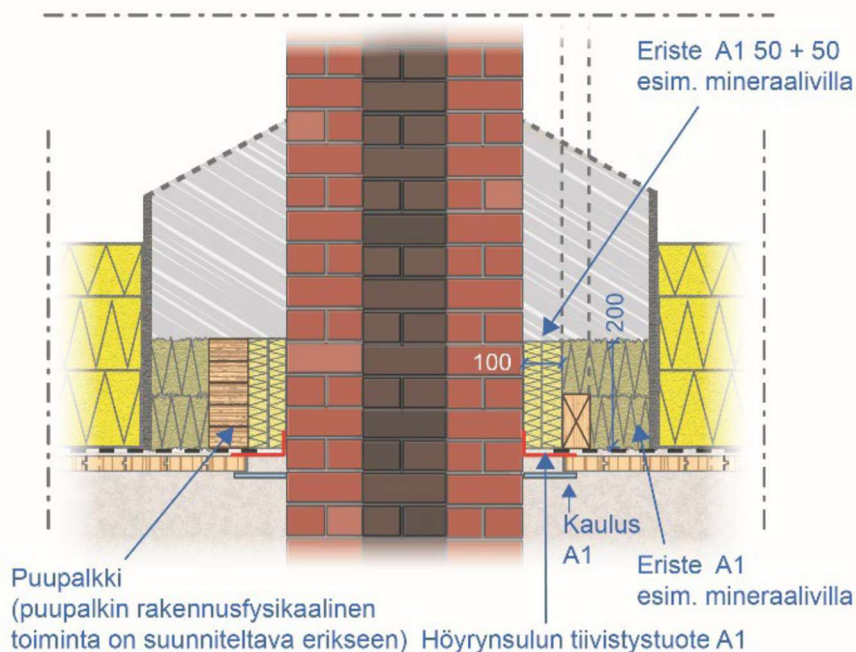 Eriste A1 50 + 50
esim. mineraalivilla
200
100
Kaulus
A1
Eriste A1
esim. mineraalivilla
Puupalkki
(puupalkin rakennusfysikaalinen
toiminta on suunniteltava erikseen)
Höyrynsulun tiivistystuote A1